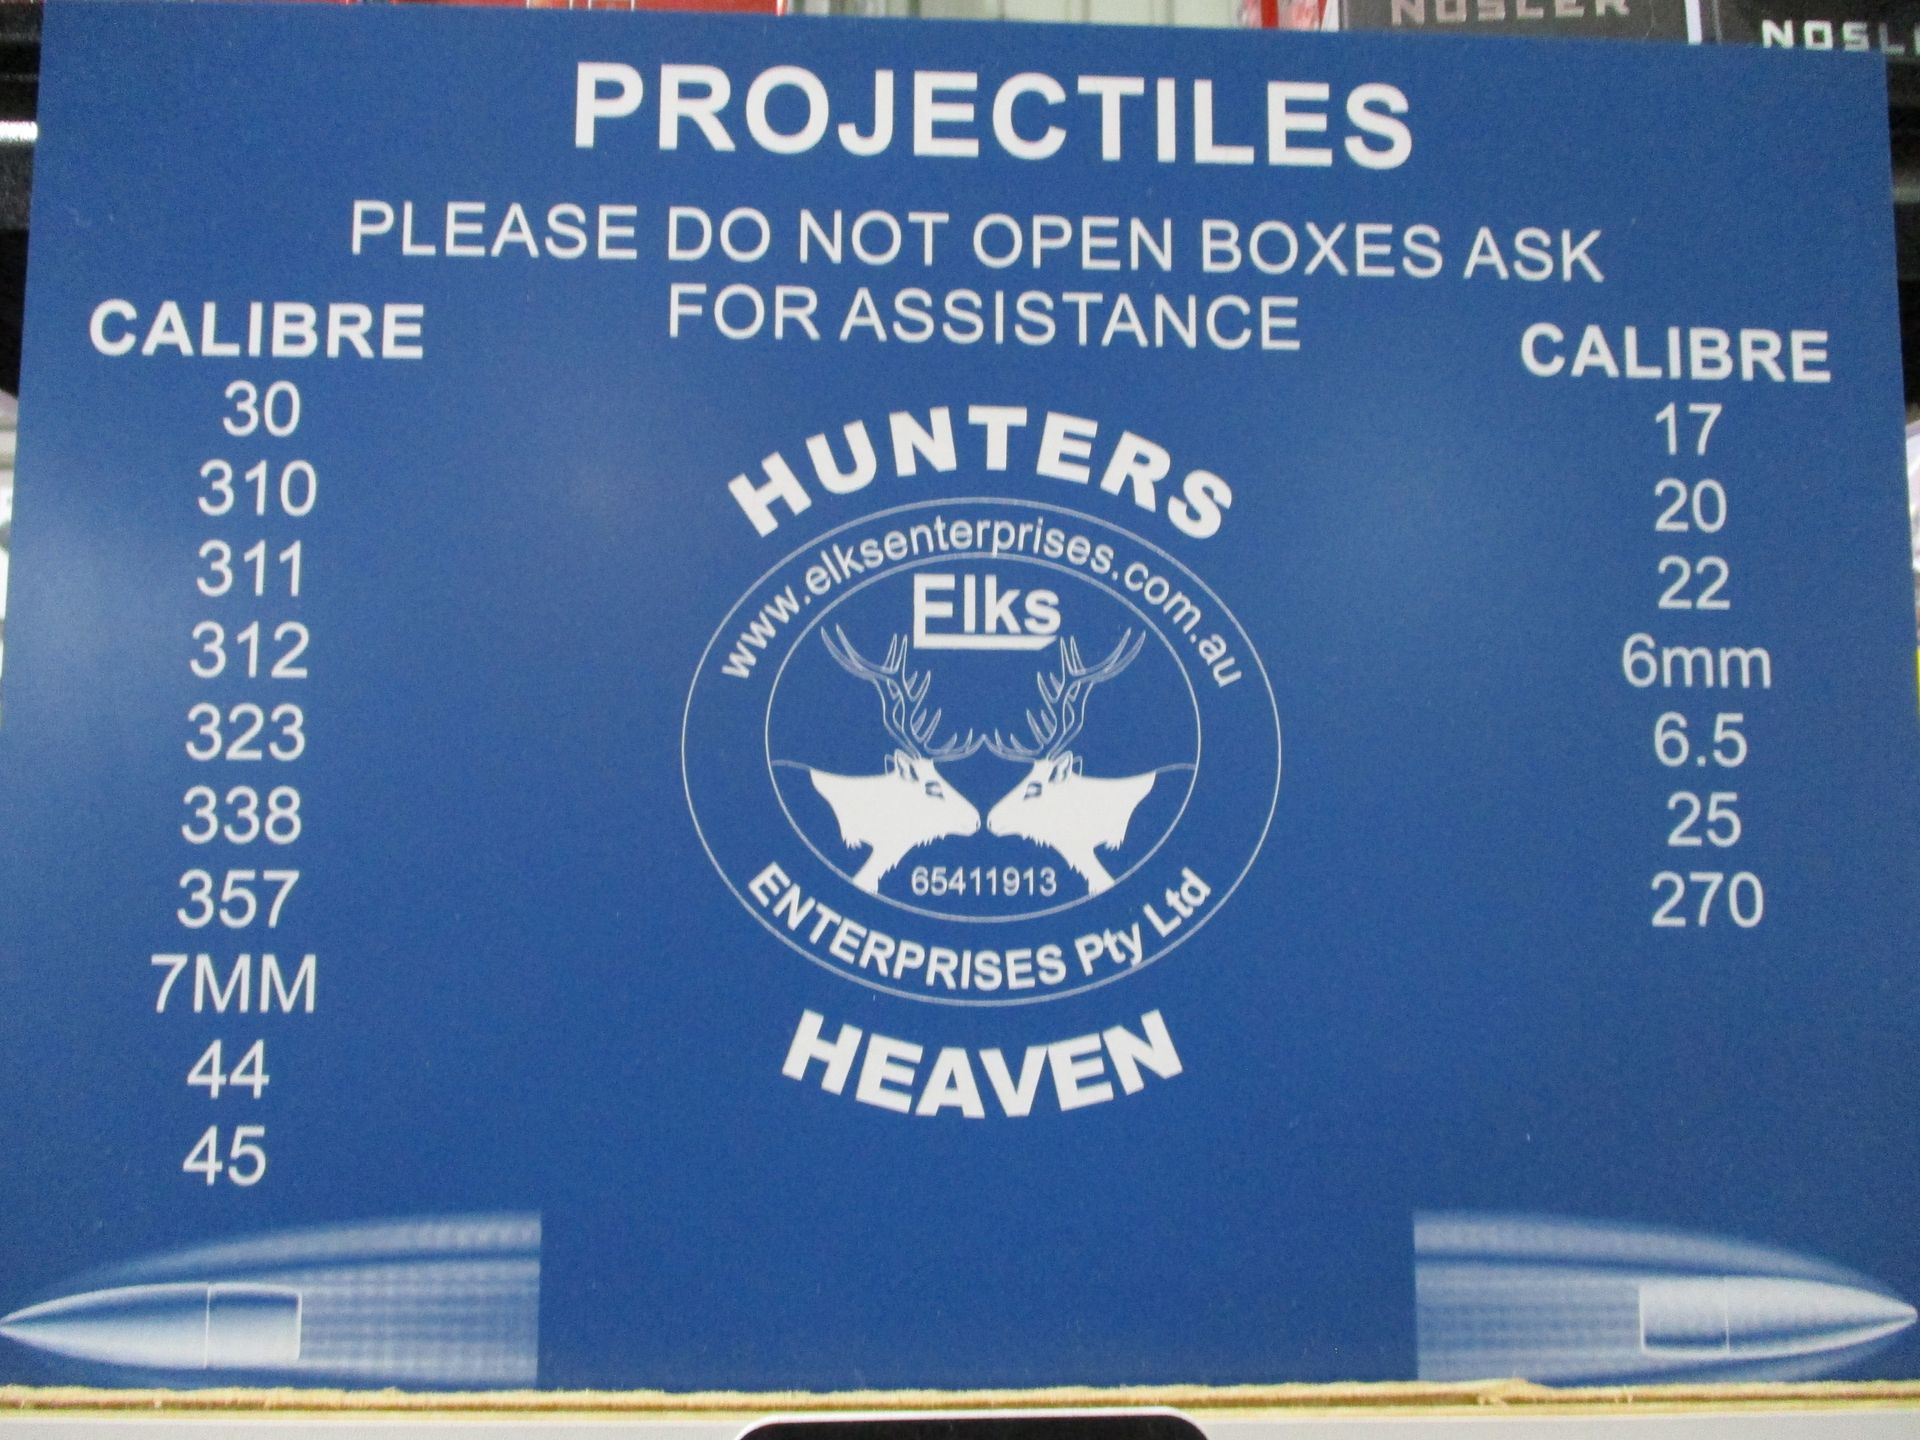 NOSLER
PROJECTILES
PLEASE DO NOT OPEN BOXES ASK
FOR ASSISTANCE
CALIBRE
30
310
311
312
323
338
357
7MM
44
45
HUNTERS
www.elksenterprises.com.au
Elks
65411913
ENTERPRISES Pty Ltd
HEAVEN
CALIBRE
17
20
22
6mm
6.5
25
270